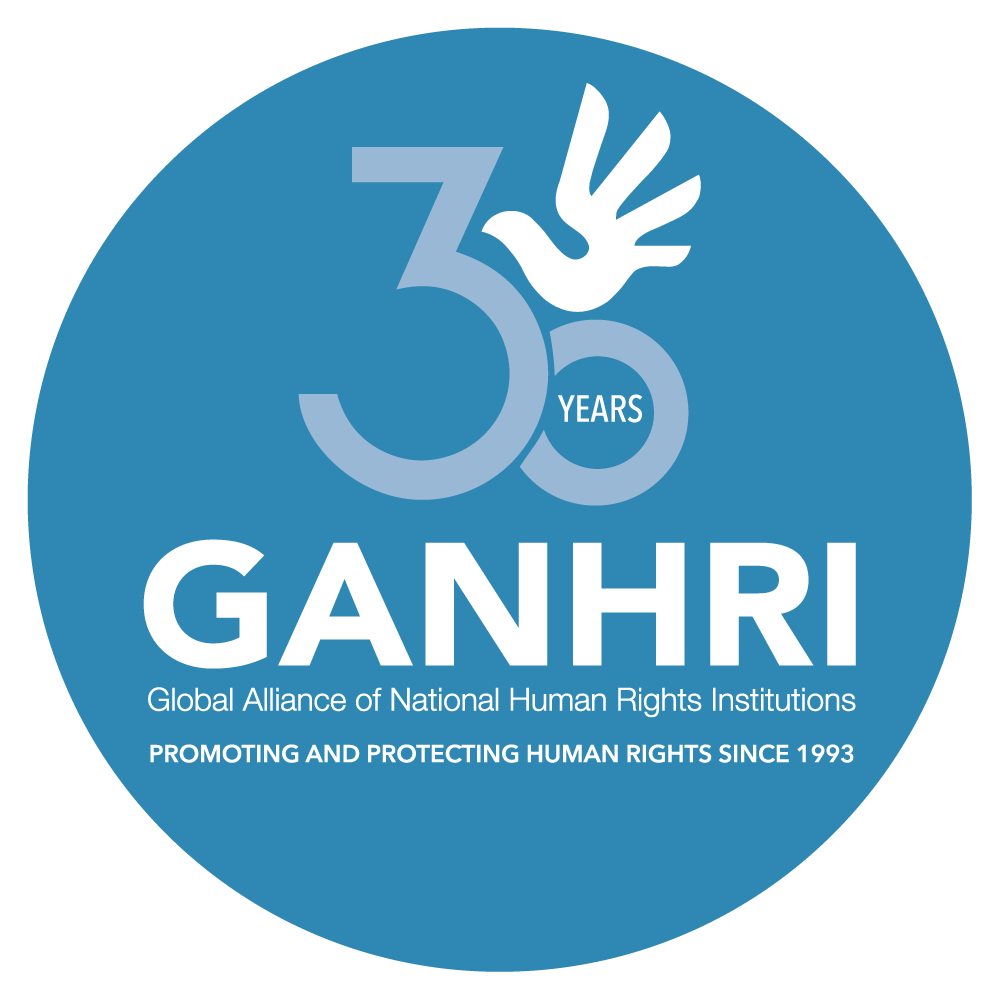 30
YEARS
GANHRI
Global Alliance of National Human Rights Institutions
PROMOTING AND PROTECTING HUMAN RIGHTS SINCE 1993